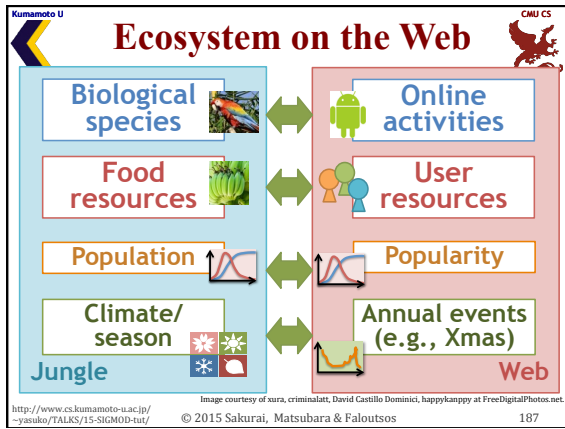 Kumamoto U
CMU CS
Ecosystem on the Web
Biological
species
Online
activities
Food
resources
User
resources
Population
Popularity
Climate/
season
Annual events
(e.g., Xmas)
Jungle
Web
Image courtesy of xura, criminalatt, David Castillo Dominici, happykanppy at FreeDigitalPhotos.net.
http://www.cs.kumamoto-u.ac.jp/
~yasuko/TALKS/15-SIGMOD-tut/
© 2015 Sakurai, Matsubara & Faloutsos
187